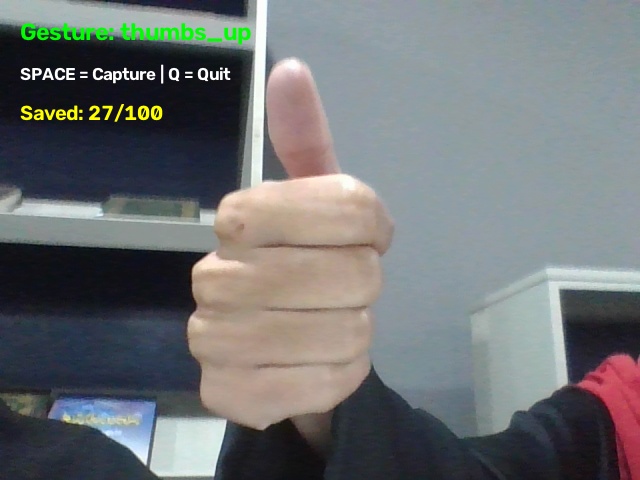 Gesture: thumbs_up
SPACE = Capture | Q = Quit
Saved: 27/100